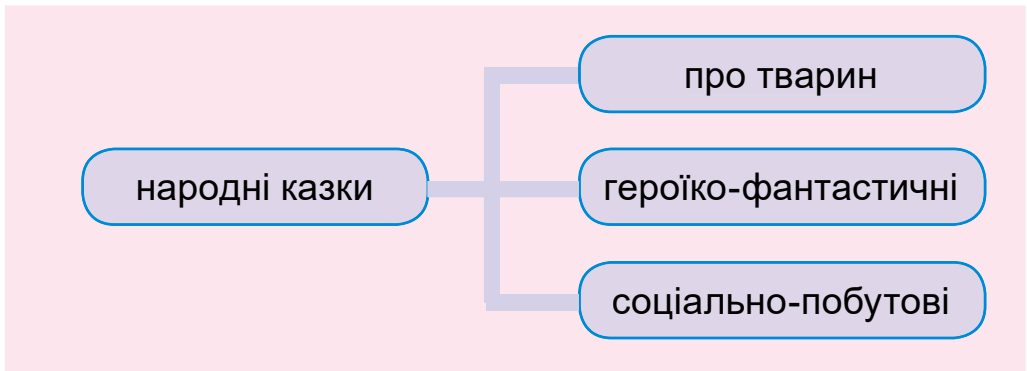 народні казки
про тварин
героїко-фантастичні
соціально-побутові